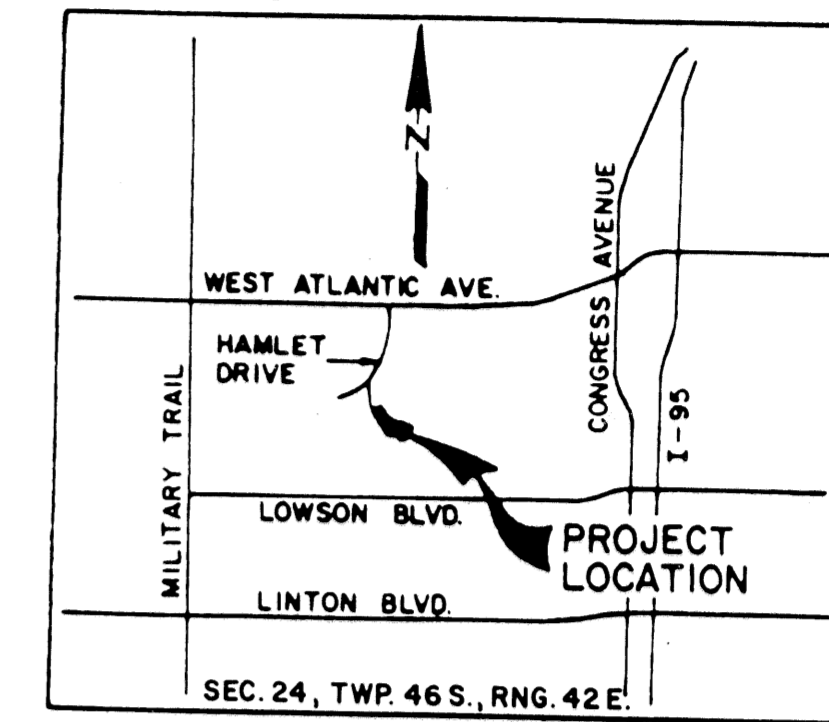 N
WEST ATLANTIC AVE.
CONGRESS AVENUE
HAMLET
DRIVE
MILITARY TRAIL
I-95
LOWSON BLVD.
PROJECT
LOCATION
LINTON BLVD.
SEC. 24, TWP. 46 S., RNG. 42 E.